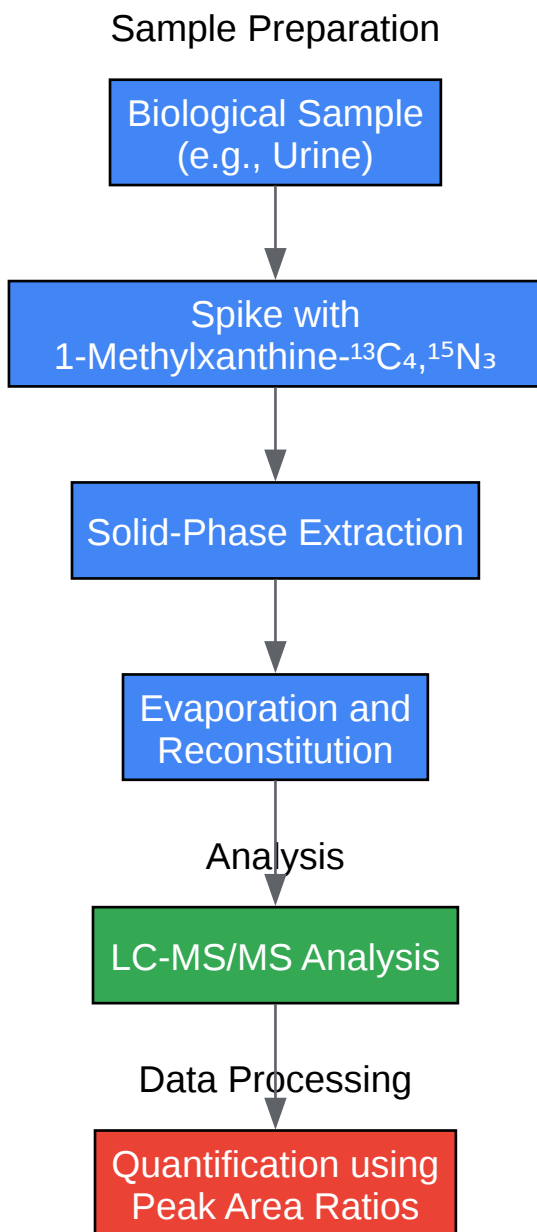 Sample Preparation
Biological Sample
(e.g., Urine)
Spike with
1-Methylxanthine-¹³C₄,¹⁵N₃
Solid-Phase Extraction
Evaporation and
Reconstitution
Analysis
LC-MS/MS Analysis
Data Processing
Quantification using
Peak Area Ratios